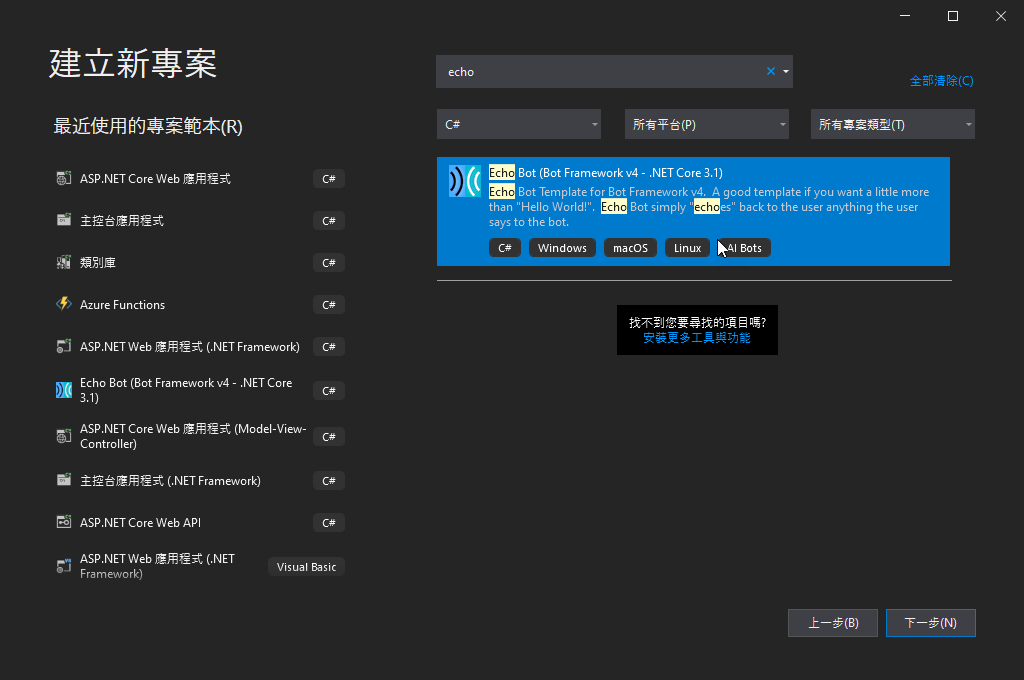 建立新專案
最近使用的專案範本(R)
ASP.NET Core Web 應用程式 C#
主控台應用程式 C#
類別庫 C#
Azure Functions C#
ASP.NET Web 應用程式 (.NET Framework) C#
Echo Bot (Bot Framework v4 - .NET Core
3.1) C#
ASP.NET Core Web 應用程式 (Model-View-
Controller) C#
主控台應用程式 (.NET Framework) C#
ASP.NET Core Web API C#
ASP.NET Web 應用程式 (.NET
Framework) Visual Basic
echo
全部清除(C)
C# 所有平台(P) 所有專案類型(T)
Echo Bot (Bot Framework v4 - .NET Core 3.1)
Echo Bot Template for Bot Framework v4. A good template if you want a little more
than "Hello World!". Echo Bot simply "echoes" back to the user anything the user
says to the bot.
C# Windows macOS Linux AI Bots
找不到您要尋找的項目嗎?
安裝更多工具與功能
上一步(B) 下一步(N)